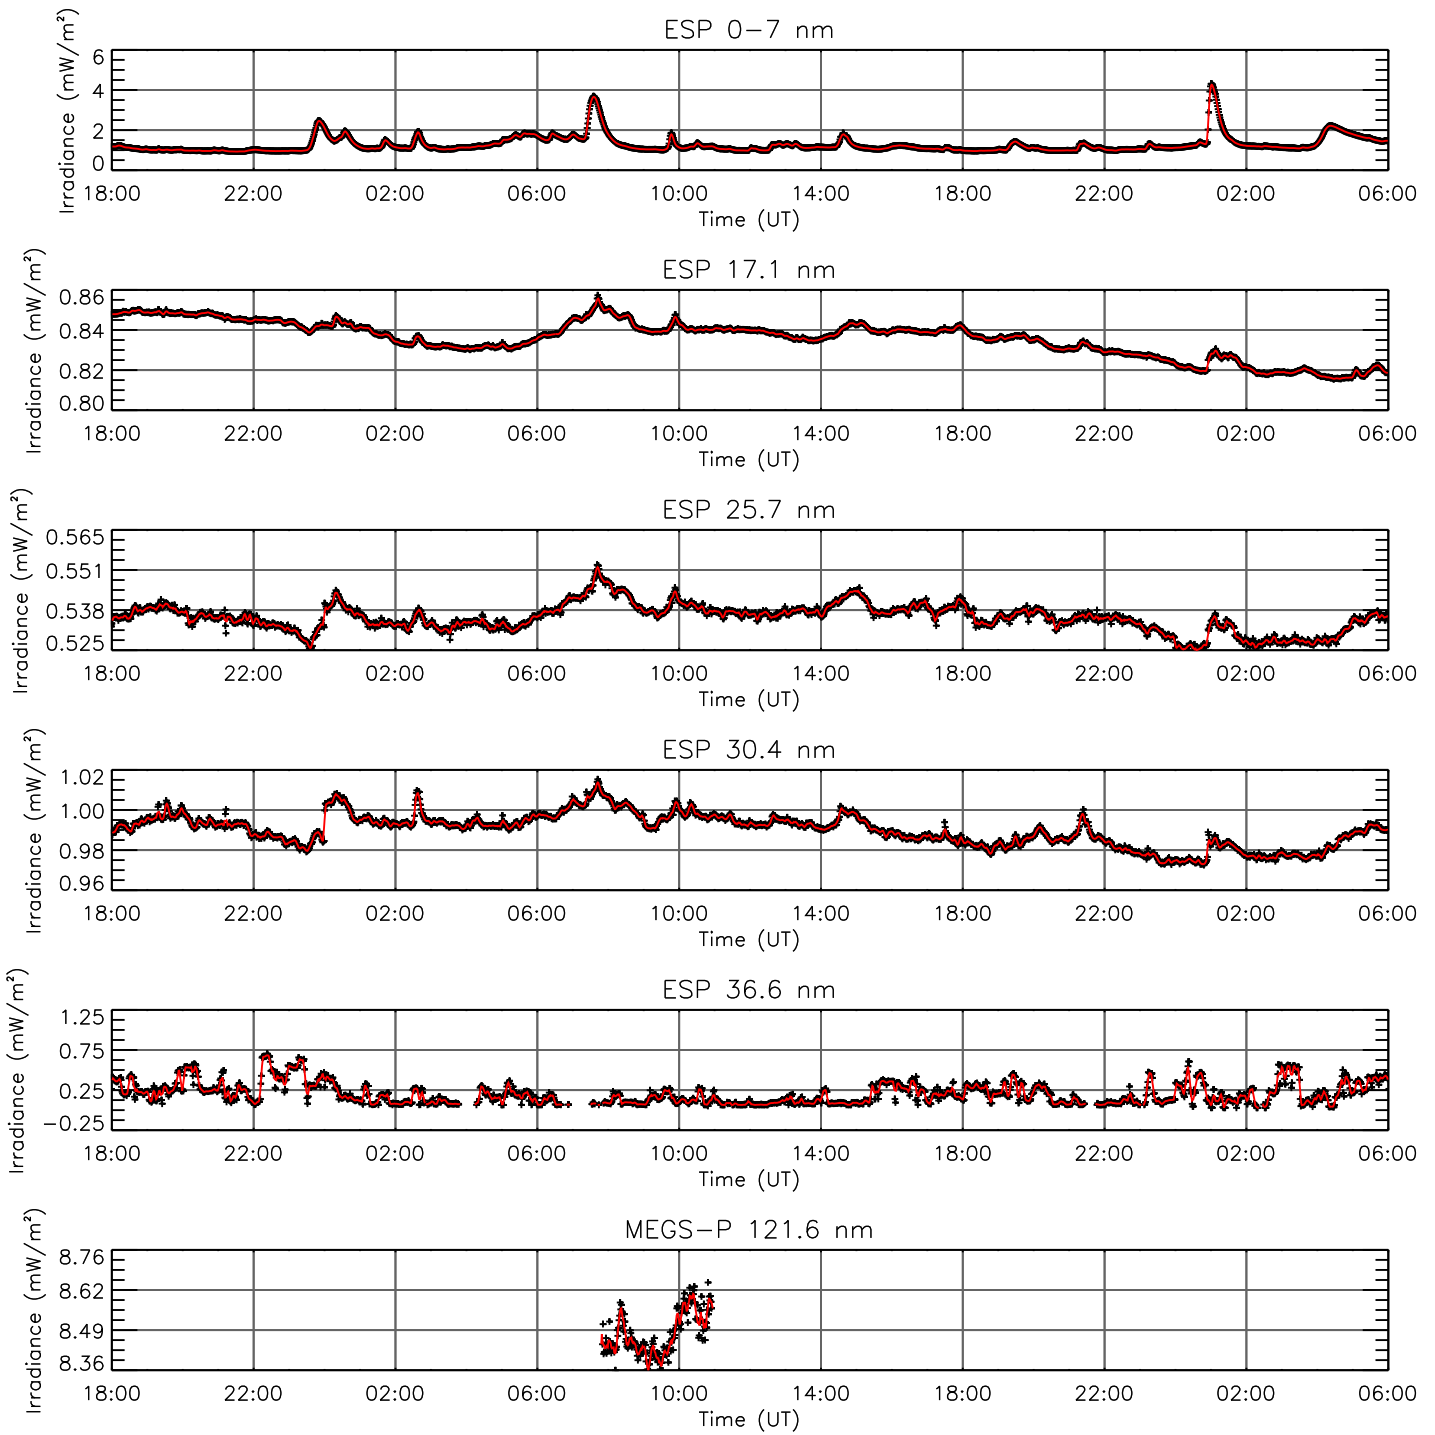 ESP 0−7 nm
Irradiance (mW/m²)
6
4
2
0
18:00 22:00 02:00 06:00 10:00 14:00 18:00 22:00 02:00 06:00
Time (UT)
ESP 17.1 nm
Irradiance (mW/m²)
0.86
0.84
0.82
0.80
18:00 22:00 02:00 06:00 10:00 14:00 18:00 22:00 02:00 06:00
Time (UT)
ESP 25.7 nm
Irradiance (mW/m²)
0.565
0.551
0.538
0.525
18:00 22:00 02:00 06:00 10:00 14:00 18:00 22:00 02:00 06:00
Time (UT)
ESP 30.4 nm
Irradiance (mW/m²)
1.02
1.00
0.98
0.96
18:00 22:00 02:00 06:00 10:00 14:00 18:00 22:00 02:00 06:00
Time (UT)
ESP 36.6 nm
Irradiance (mW/m²)
1.25
0.75
0.25
−0.25
18:00 22:00 02:00 06:00 10:00 14:00 18:00 22:00 02:00 06:00
Time (UT)
MEGS−P 121.6 nm
Irradiance (mW/m²)
8.76
8.62
8.49
8.36
18:00 22:00 02:00 06:00 10:00 14:00 18:00 22:00 02:00 06:00
Time (UT)